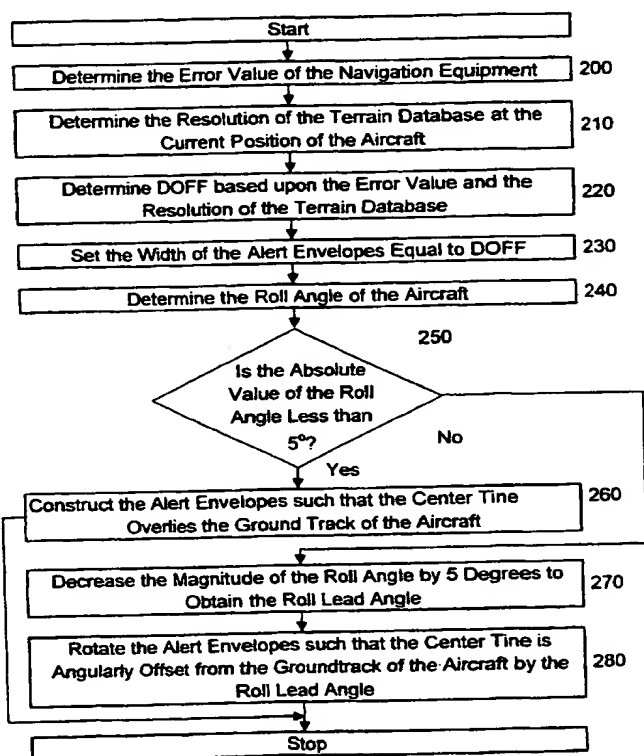 Start
Determine the Error Value of the Navigation Equipment
200
Determine the Resolution of the Terrain Database at the
Current Position of the Aircraft
210
Determine DOFF based upon the Error Value and the
Resolution of the Terrain Database
220
Set the Width of the Alert Envelopes Equal to DOFF
230
Determine the Roll Angle of the Aircraft
240
250
Is the Absolute
Value of the Roll
Angle Less than
5º?
No
Yes
Construct the Alert Envelopes such that the Center Tine
Overlies the Ground Track of the Aircraft
260
Decrease the Magnitude of the Roll Angle by 5 Degrees to
Obtain the Roll Lead Angle
270
Rotate the Alert Envelopes such that the Center Tine is
Angularly Offset from the Groundtrack of the Aircraft by the
Roll Lead Angle
280
Stop